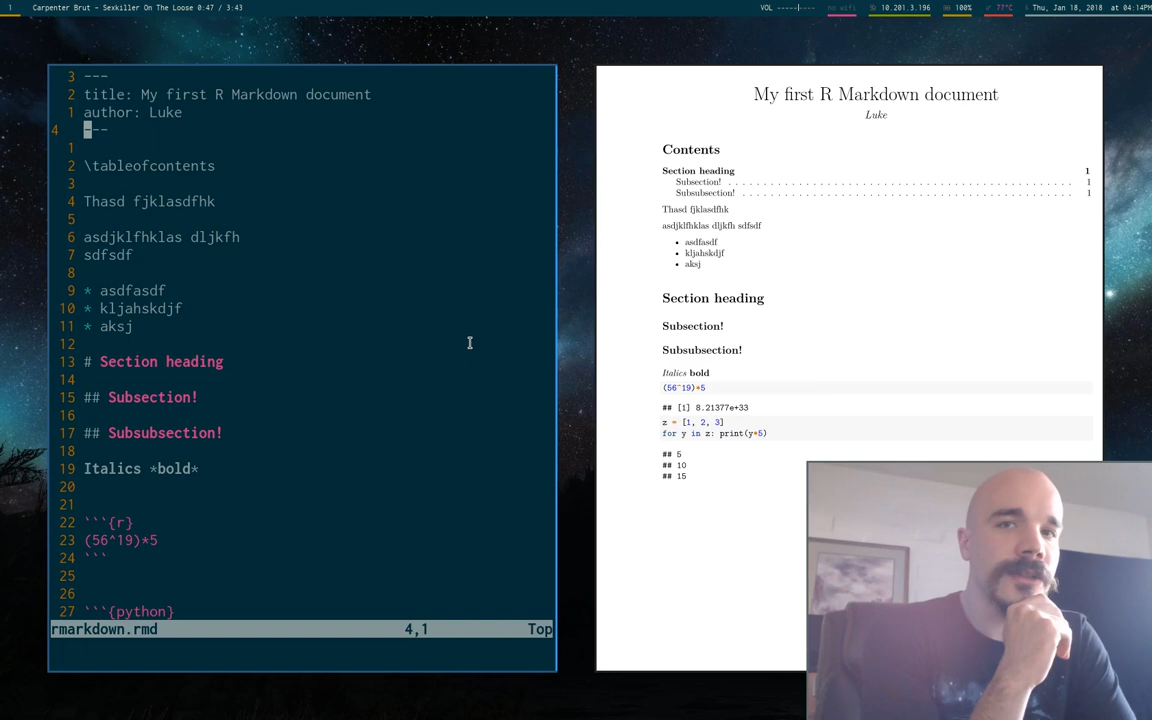 1 Carpenter Brut - Sexkiller On The Loose 0:47 / 3:43 VOL -----|---- no wifi 10.201.3.196 100% 77°C Thu, Jan 18, 2018 at 04:14PM
3 ---
2 title: My first R Markdown document
1 author: Luke
4 ---
1
2 \tableofcontents
3
4 Thasd fjklasdfhk
5
6 asdjklfhklas dljkfh
7 sdfsdf
8
9 * asdfasdf
10 * kljahskdjf
11 * aksj
12
13 # Section heading
14
15 ## Subsection!
16
17 ## Subsubsection!
18
19 Italics *bold*
20
21
22 ```{r}
23 (56^19)*5
24 ```
25
26
27 ```{python}
rmarkdown.rmd 4,1 Top
My first R Markdown document
Luke
Contents
Section heading 1
Subsection! . . . . . . . . . . . . . . . . . . . . . . . . . . . . . . . . . . . . . . . . . . 1
Subsubsection! . . . . . . . . . . . . . . . . . . . . . . . . . . . . . . . . . . . . . . . . 1
Thasd fjklasdfhk
asdjklfhklas dljkfh sdfsdf
• asdfasdf
• kljahskdjf
• aksj
Section heading
Subsection!
Subsubsection!
Italics bold
(56^19)*5
## [1] 8.21377e+33
z = [1, 2, 3]
for y in z: print(y*5)
## 5
## 10
## 15